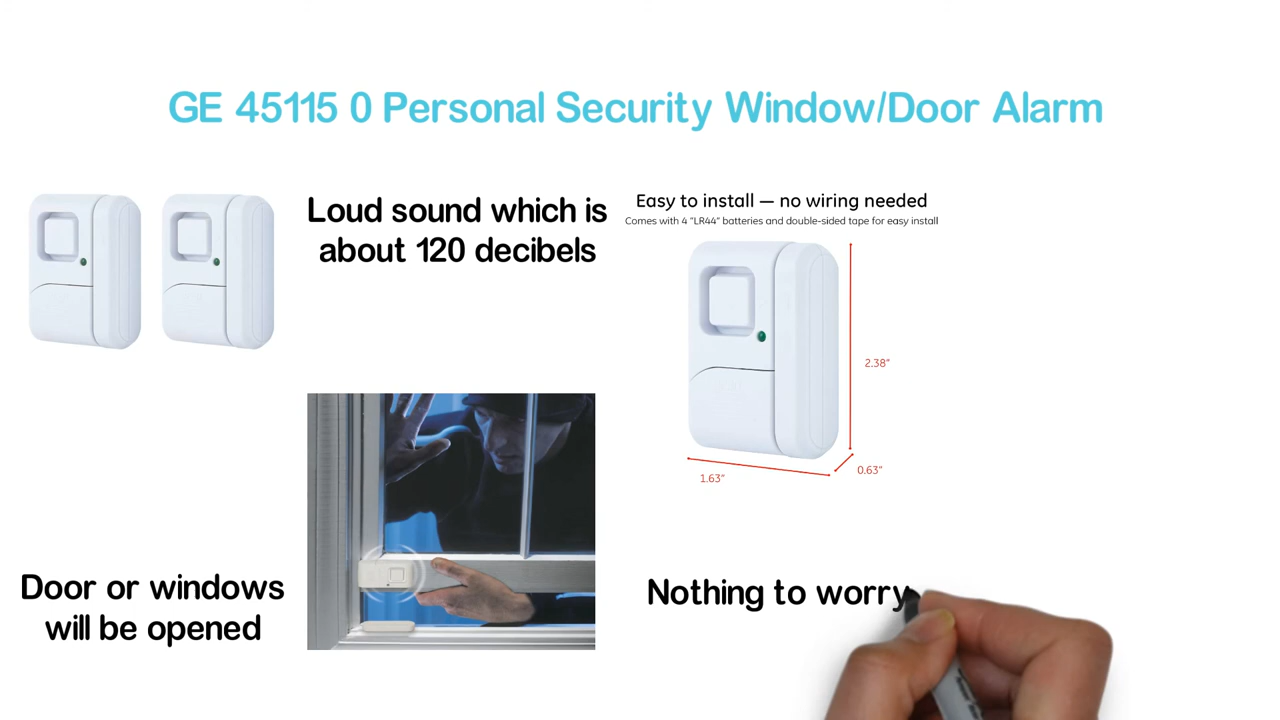 GE 45115 0 Personal Security Window/Door Alarm
Loud sound which is
about 120 decibels
Easy to install — no wiring needed
Comes with 4 "LR44" batteries and double-sided tape for easy install
2.38"
0.63"
1.63"
Door or windows
will be opened
Nothing to worry